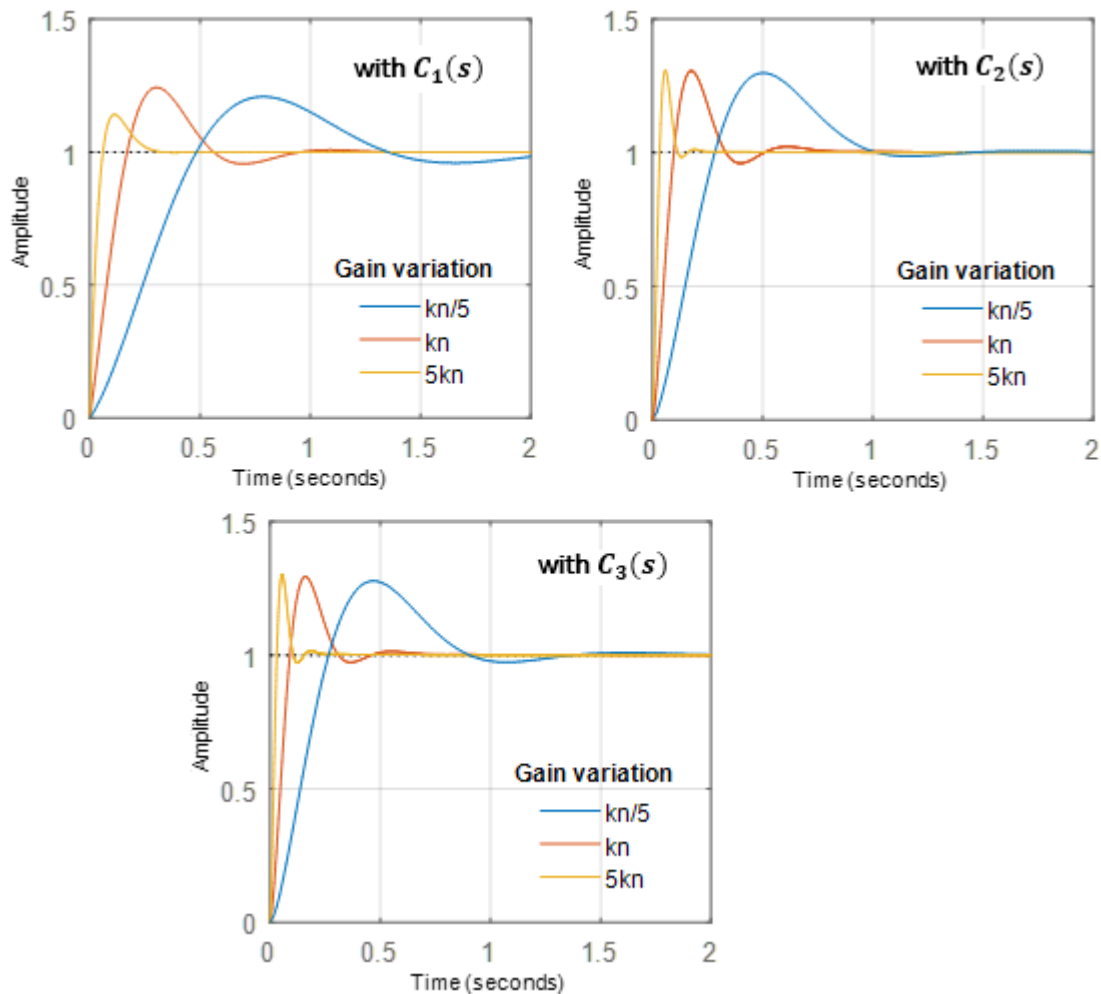 with C₁(s)
1.5
1
0.5
0
Amplitude
Gain variation
kn/5
kn
5kn
0 0.5 1 1.5 2
Time (seconds)
with C₂(s)
1.5
1
0.5
0
Amplitude
Gain variation
kn/5
kn
5kn
0 0.5 1 1.5 2
Time (seconds)
with C₃(s)
1.5
1
0.5
0
Amplitude
Gain variation
kn/5
kn
5kn
0 0.5 1 1.5 2
Time (seconds)